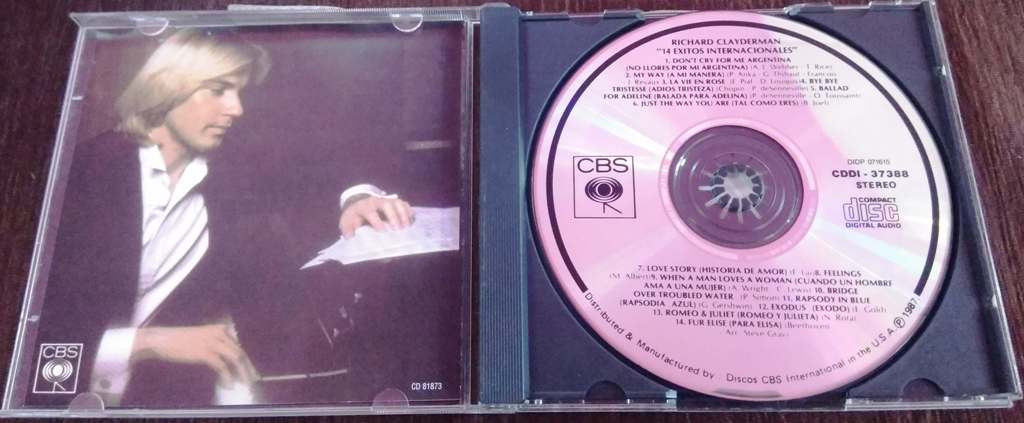 CBS
CD 81873
RICHARD CLAYDERMAN
"14 EXITOS INTERNACIONALES"
1. DON'T CRY FOR ME ARGENTINA
(NO LLORES POR MI ARGENTINA) (A. L. Webber - T. Rice)
2. MY WAY (A MI MANERA) (P. Anka - G. Thibaut - Francois
- J. Revaux) 3. LA VIE EN ROSE (E. Piaf - D. Louiguy) 4. BYE BYE
TRISTESSE (ADIOS TRISTEZA) (Chopin - P. deSenneville) 5. BALLAD
FOR ADELINE (BALADA PARA ADELINA) (P. deSenneville - O. Toussaint)
6. JUST THE WAY YOU ARE (TAL COMO ERES) (B. Joel)
CBS
DIDP 071615
CDDI - 37388
STEREO
COMPACT
disc
DIGITAL AUDIO
7. LOVE STORY (HISTORIA DE AMOR) (F. Lai) 8. FEELINGS
(M. Albert) 9. WHEN A MAN LOVES A WOMAN (CUANDO UN HOMBRE
AMA A UNA MUJER) (A. Wright - C. Lewis) 10. BRIDGE
OVER TROUBLED WATER (P. Simon) 11. RAPSODY IN BLUE
(RAPSODIA AZUL) (G. Gershwin) 12. EXODUS (EXODO) (E. Gold)
13. ROMEO & JULIET (ROMEO Y JULIETA) (N. Rota)
14. FUR ELISE (PARA ELISA) (Beethoven)
Arr. Steve Gray
Distributed & Manufactured by : Discos CBS International in the U.S.A. ℗ 1987